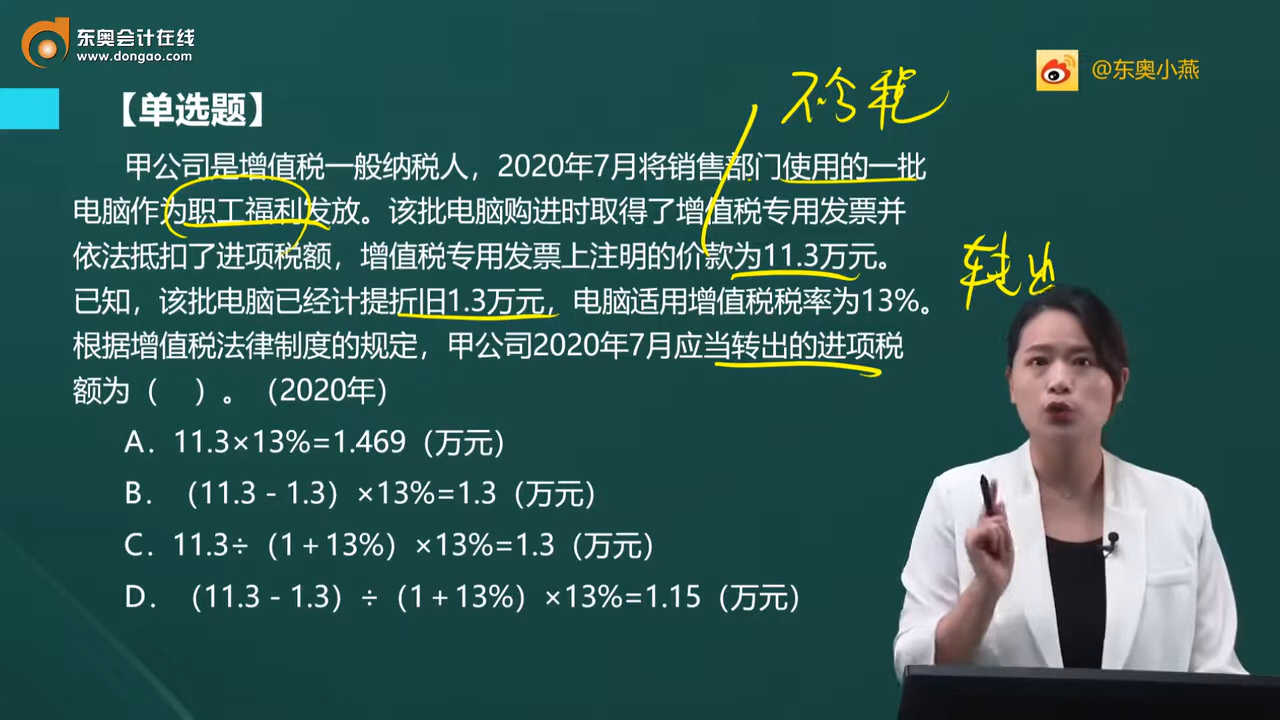 东奥会计在线
www.dongao.com
@东奥小燕
不含税
【单选题】
甲公司是增值税一般纳税人，2020年7月将销售部门使用的一批
电脑作为职工福利发放。该批电脑购进时取得了增值税专用发票并
依法抵扣了进项税额，增值税专用发票上注明的价款为11.3万元。
转出
已知，该批电脑已经计提折旧1.3万元，电脑适用增值税税率为13%。
根据增值税法律制度的规定，甲公司2020年7月应当转出的进项税
额为（ ）。（2020年）
A．11.3×13%=1.469（万元）
B．（11.3－1.3）×13%=1.3（万元）
C．11.3÷（1＋13%）×13%=1.3（万元）
D．（11.3－1.3）÷（1＋13%）×13%=1.15（万元）